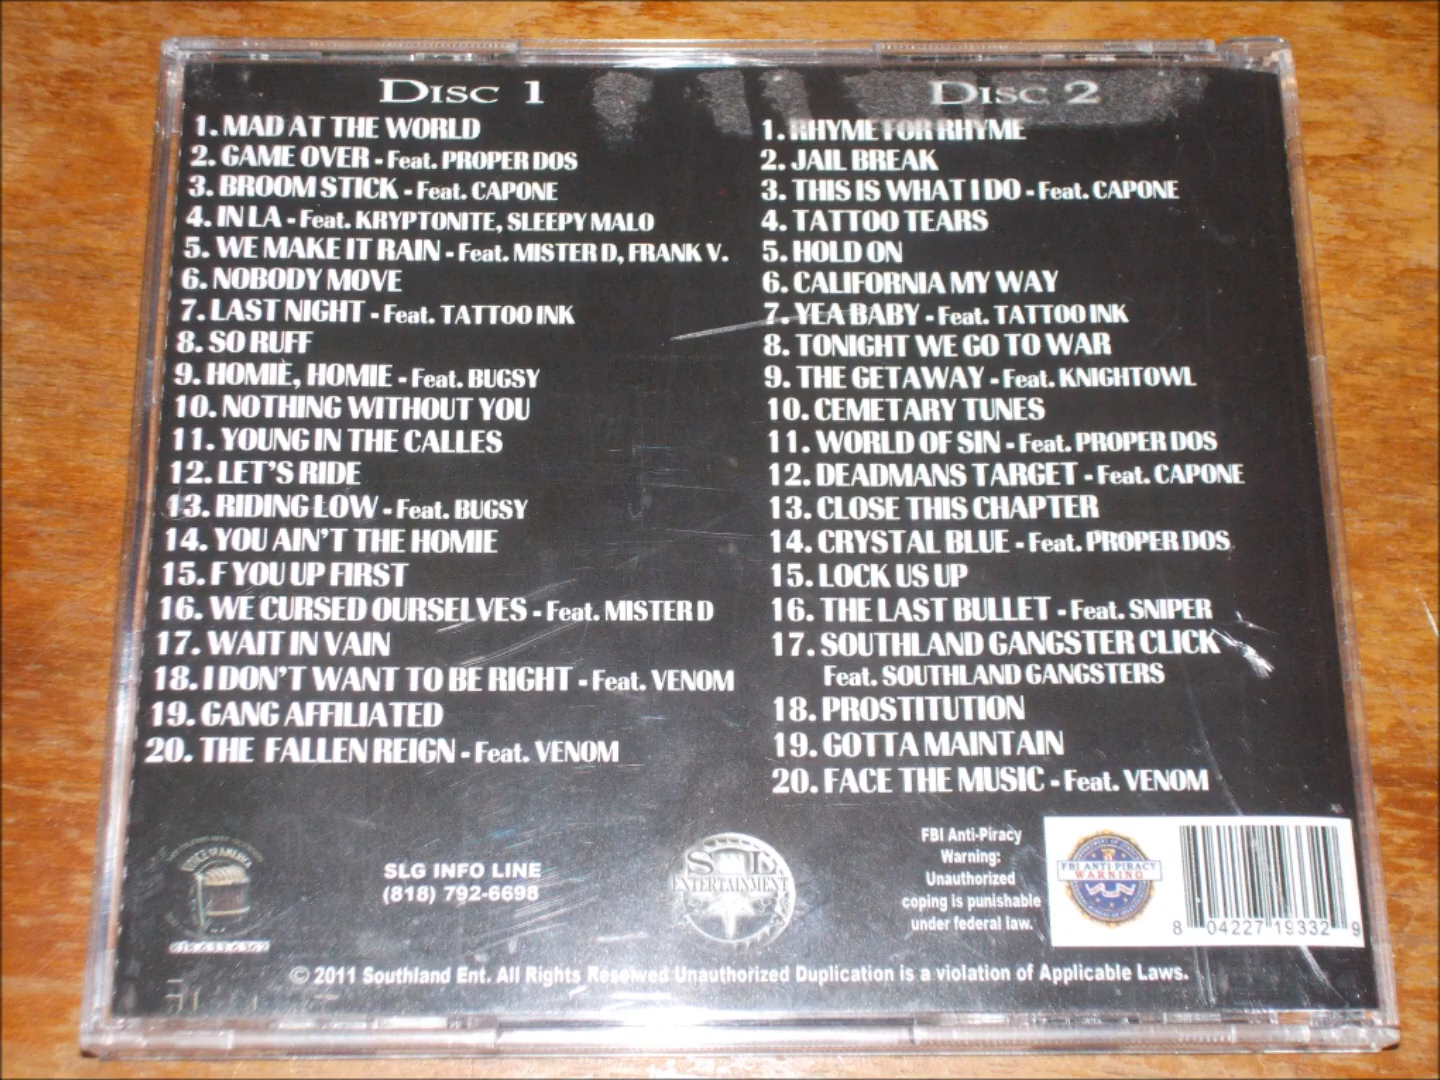 DISC 1
1. MAD AT THE WORLD
2. GAME OVER - Feat. PROPER DOS
3. BROOM STICK - Feat. CAPONE
4. IN LA - Feat. KRYPTONITE, SLEEPY MALO
5. WE MAKE IT RAIN - Feat. MISTER D, FRANK V.
6. NOBODY MOVE
7. LAST NIGHT - Feat. TATTOO INK
8. SO RUFF
9. HOMIE, HOMIE - Feat. BUGSY
10. NOTHING WITHOUT YOU
11. YOUNG IN THE CALLES
12. LET'S RIDE
13. RIDING LOW - Feat. BUGSY
14. YOU AIN'T THE HOMIE
15. F YOU UP FIRST
16. WE CURSED OURSELVES - Feat. MISTER D
17. WAIT IN VAIN
18. I DON'T WANT TO BE RIGHT - Feat. VENOM
19. GANG AFFILIATED
20. THE FALLEN REIGN - Feat. VENOM
DISC 2
1. RHYME FOR RHYME
2. JAIL BREAK
3. THIS IS WHAT I DO - Feat. CAPONE
4. TATTOO TEARS
5. HOLD ON
6. CALIFORNIA MY WAY
7. YEA BABY - Feat. TATTOO INK
8. TONIGHT WE GO TO WAR
9. THE GETAWAY - Feat. KNIGHTOWL
10. CEMETARY TUNES
11. WORLD OF SIN - Feat. PROPER DOS
12. DEADMANS TARGET - Feat. CAPONE
13. CLOSE THIS CHAPTER
14. CRYSTAL BLUE - Feat. PROPER DOS
15. LOCK US UP
16. THE LAST BULLET - Feat. SNIPER
17. SOUTHLAND GANGSTER CLICK
Feat. SOUTHLAND GANGSTERS
18. PROSTITUTION
19. GOTTA MAINTAIN
20. FACE THE MUSIC - Feat. VENOM
SLG INFO LINE
(818) 792-6698
ENTERTAINMENT
FBI Anti-Piracy
Warning:
Unauthorized
coping is punishable
under federal law.
FBI ANTI-PIRACY
WARNING
8 04227 19332 9
© 2011 Southland Ent. All Rights Reselwed Unauthorized Duplication is a violation of Applicable Laws.